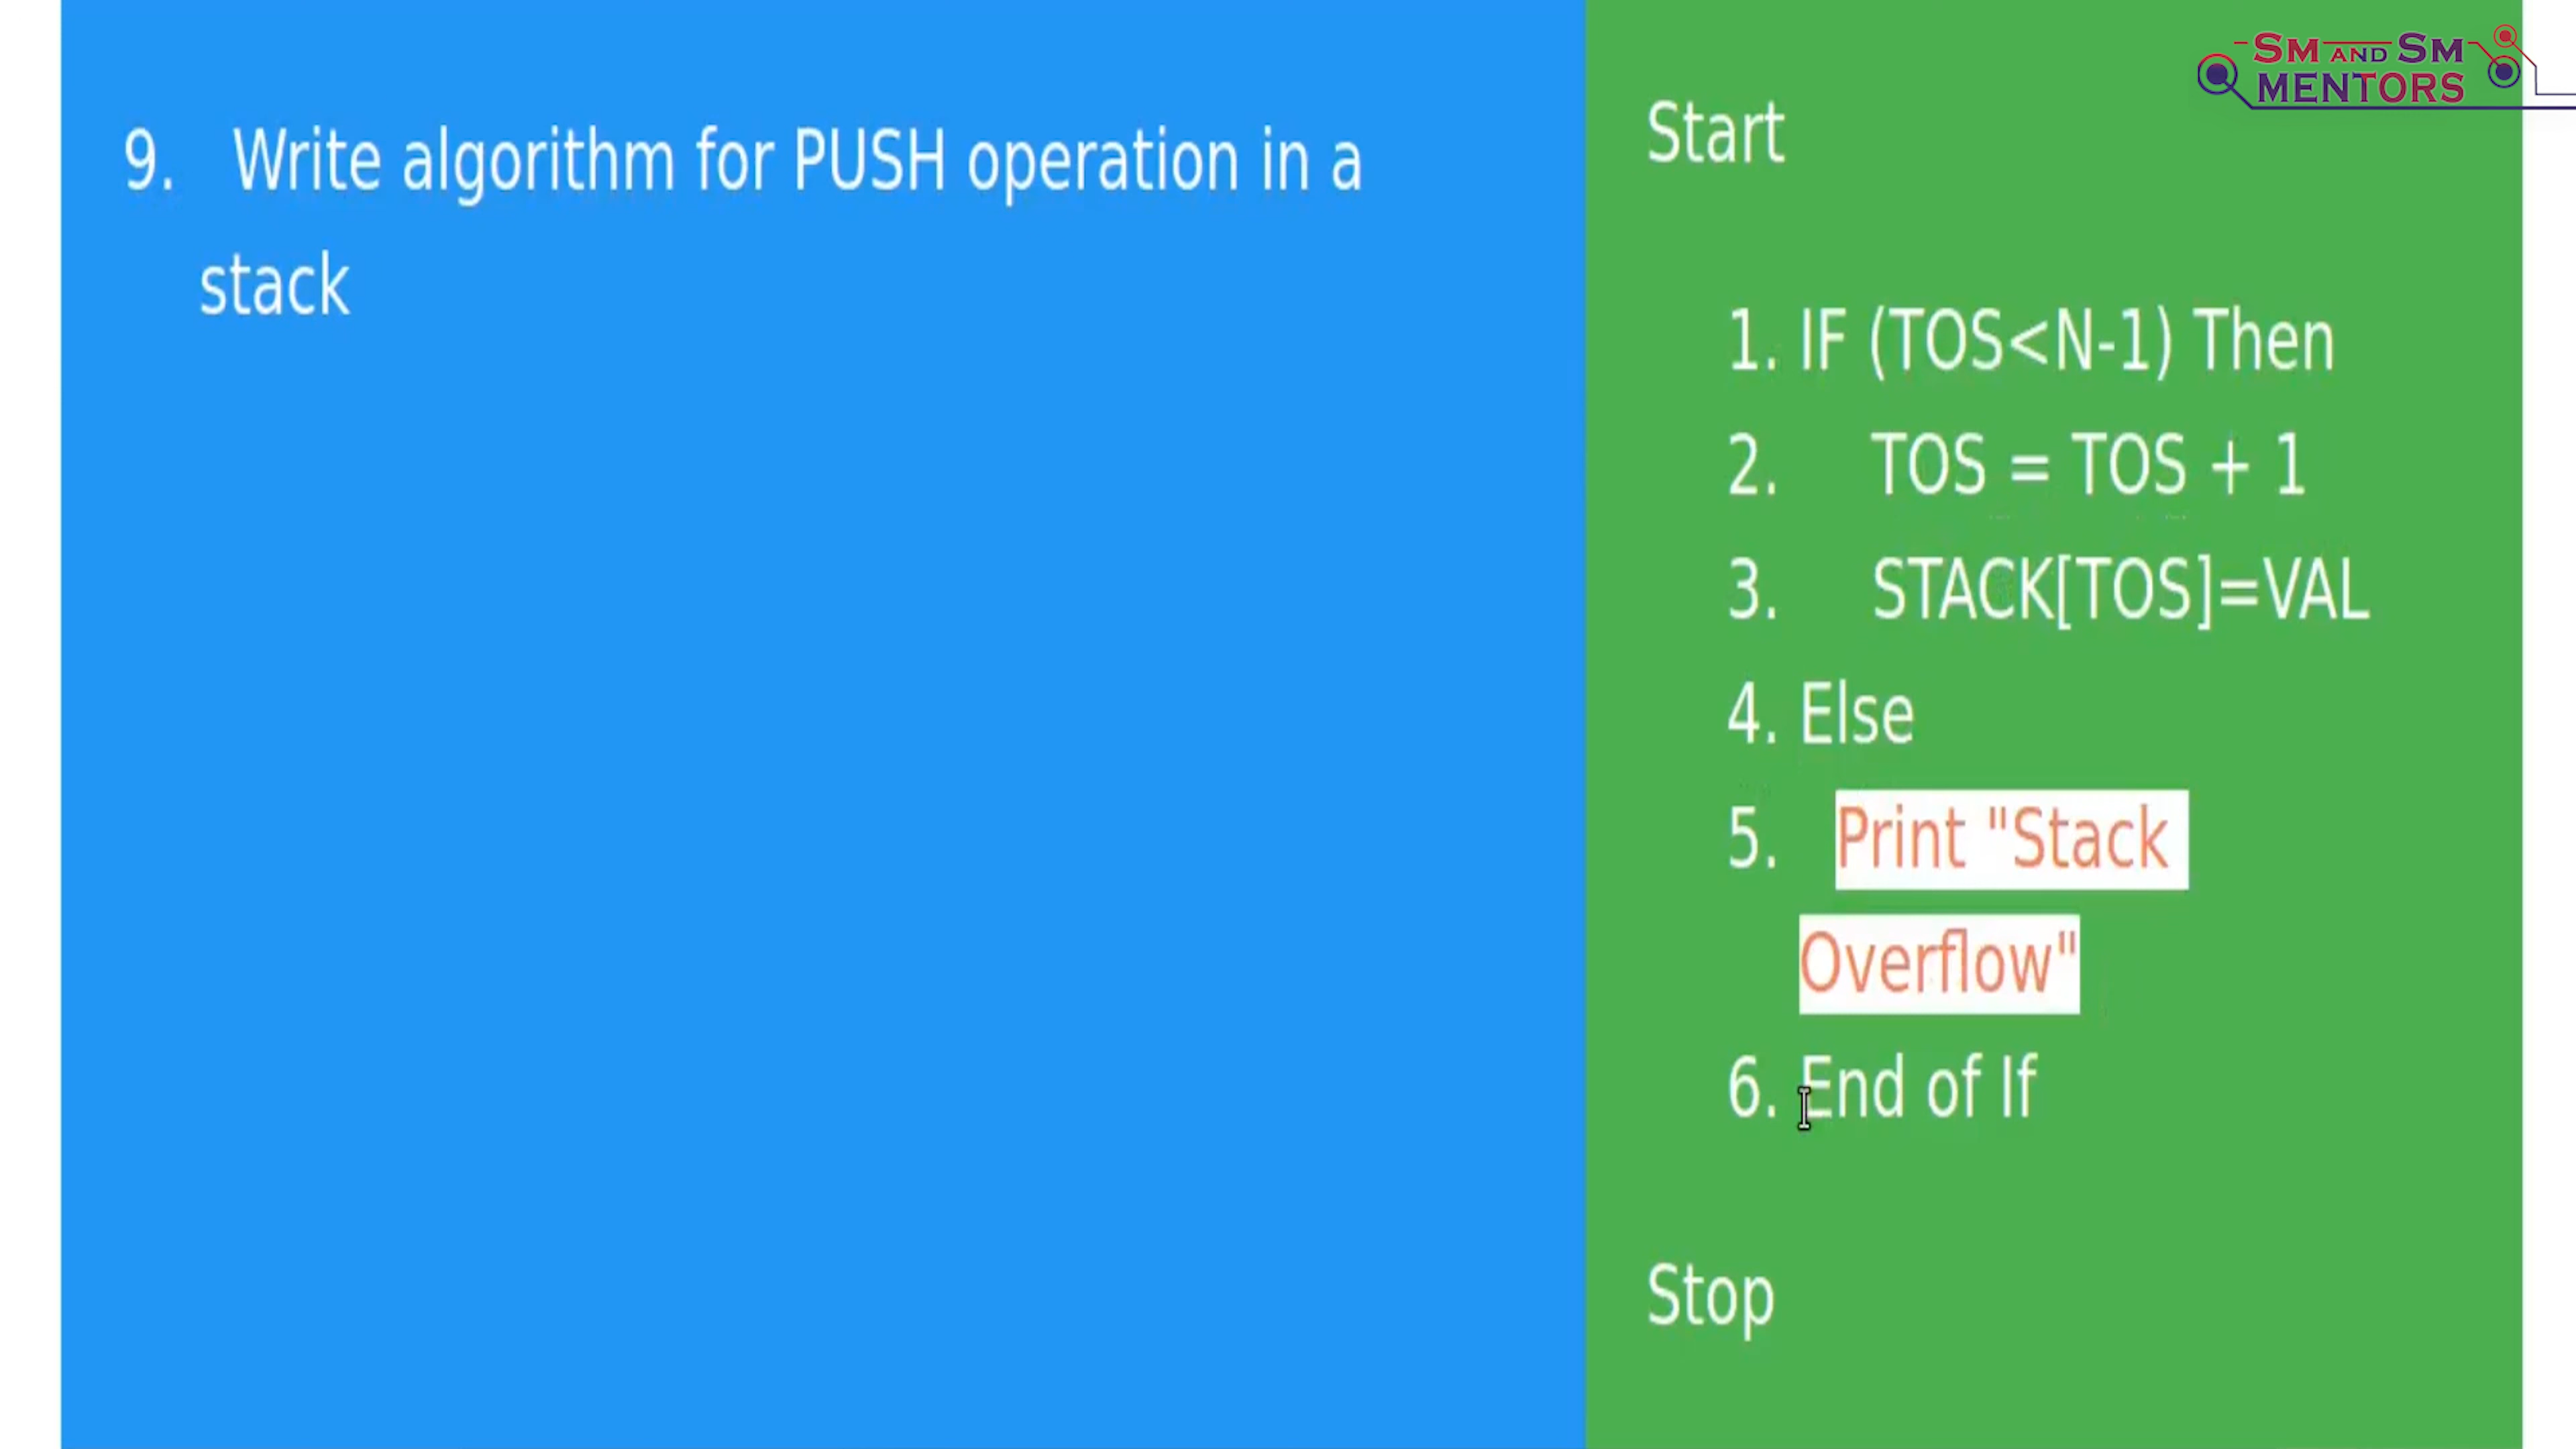 SM AND SM
MENTORS
9. Write algorithm for PUSH operation in a
stack
Start
1. IF (TOS<N-1) Then
2. TOS = TOS + 1
3. STACK[TOS]=VAL
4. Else
5. Print "Stack
Overflow"
6. End of If
Stop